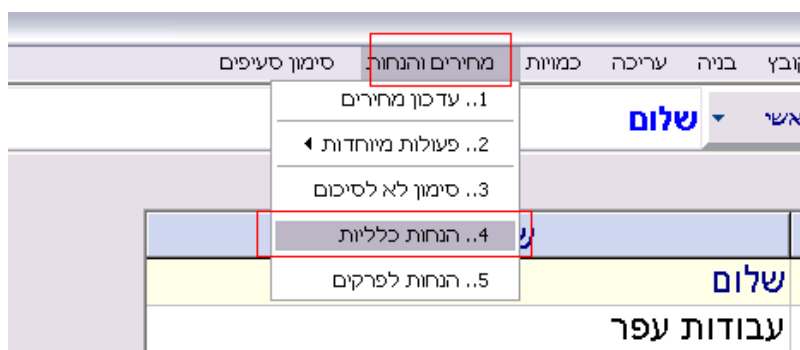 קובץ בניה עריכה כמויות מחירים והנחות סימון סעיפים
1.. עדכון מחירים
ראשי שלום
2.. פעולות מיוחדות
3.. סימון לא לסיכום
4.. הנחות כלליות
5.. הנחות לפרקים
שלום
עבודות עפר